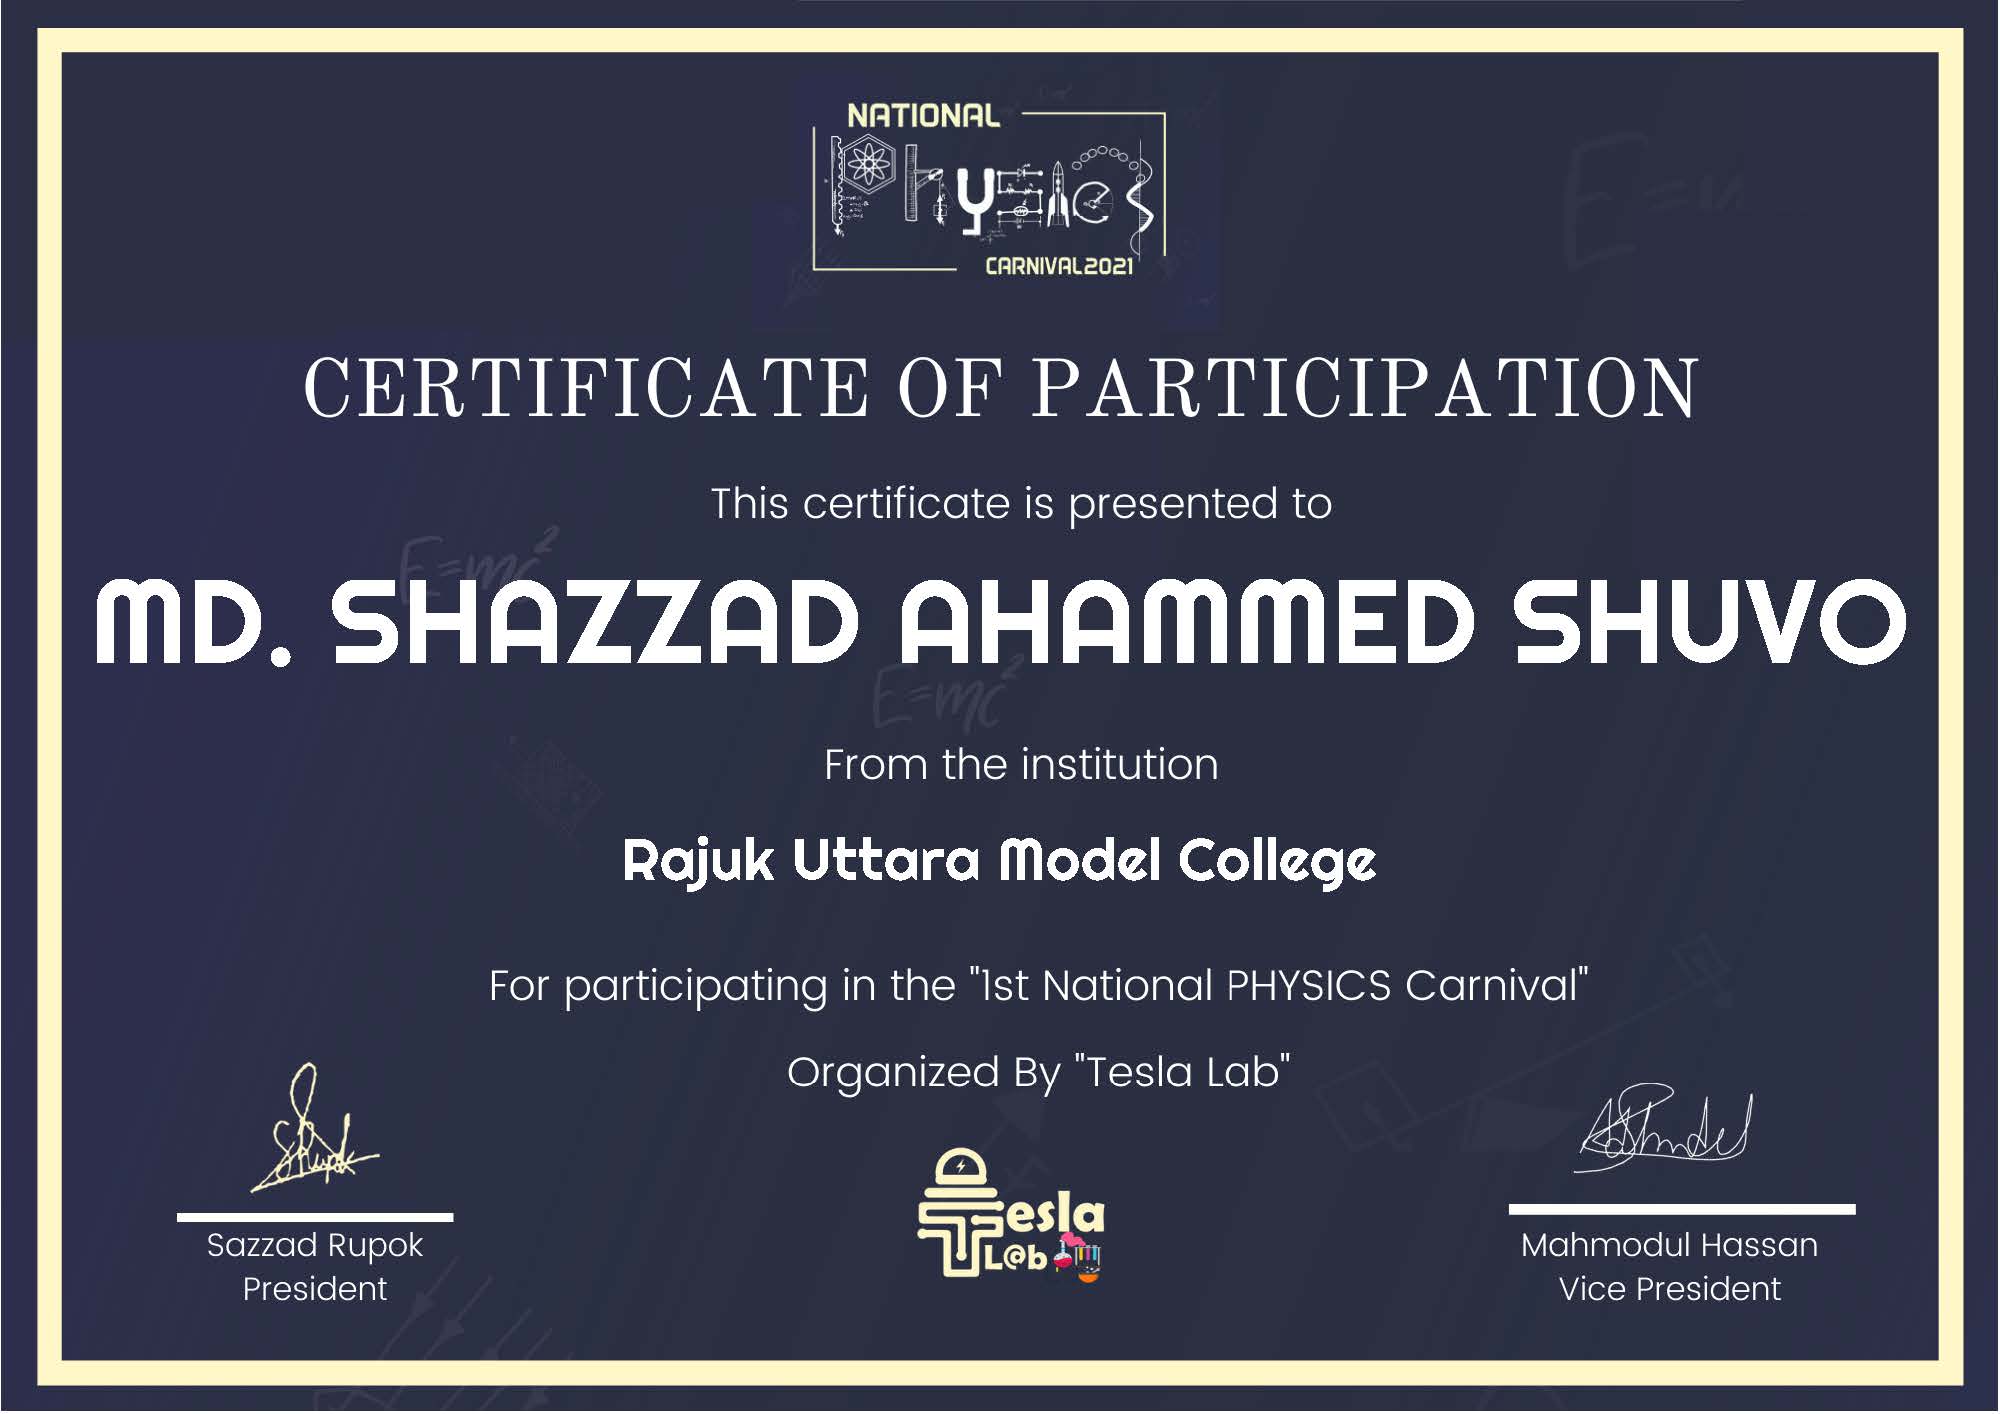 NATIONAL
Physics
CARNIVAL2021
CERTIFICATE OF PARTICIPATION
This certificate is presented to
E=mc²
MD. SHAZZAD AHAMMED SHUVO
E=mc²
From the institution
Rajuk Uttara Model College
For participating in the "1st National PHYSICS Carnival"
Organized By "Tesla Lab"
Tesla
L@b
Sazzad Rupok
President
Mahmodul Hassan
Vice President